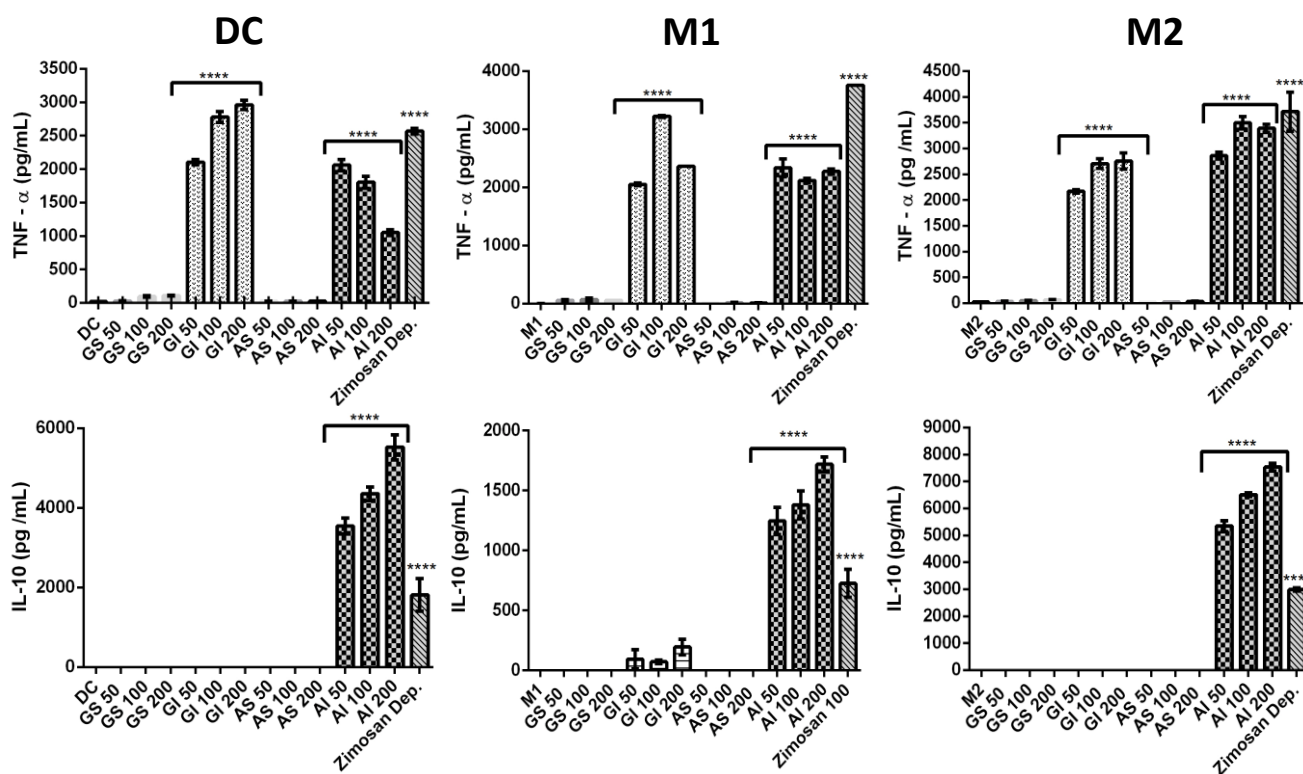 DC
M1
M2
TNF - α (pg/mL)
3500
3000
2500
2000
1500
1000
500
0
****
****
****
DC
GS 50
GS 100
GS 200
GI 50
GI 100
GI 200
AS 50
AS 100
AS 200
AI 50
AI 100
AI 200
Zimosan Dep.
TNF - α (pg/mL)
4000
3000
2000
1000
0
****
****
****
M1
GS 50
GS 100
GS 200
GI 50
GI 100
GI 200
AS 50
AS 100
AS 200
AI 50
AI 100
AI 200
Zimosan Dep.
TNF - α (pg /mL)
4500
4000
3500
3000
2500
2000
1500
1000
500
0
****
****
****
M2
GS 50
GS 100
GS 200
GI 50
GI 100
GI 200
AS 50
AS 100
AS 200
AI 50
AI 100
AI 200
Zimosan Dep.
IL-10 (pg /mL)
6000
4000
2000
0
****
****
DC
GS 50
GS 100
GS 200
GI 50
GI 100
GI 200
AS 50
AS 100
AS 200
AI 50
AI 100
AI 200
Zimosan Dep.
IL-10 (pg/mL)
2000
1500
1000
500
0
****
****
M1
GS 50
GS 100
GS 200
GI 50
GI 100
GI 200
AS 50
AS 100
AS 200
AI 50
AI 100
AI 200
Zimosan 100
IL-10 (pg/mL)
9000
8000
7000
6000
5000
4000
3000
2000
1000
0
****
***
M2
GS 50
GS 100
GS 200
GI 50
GI 100
GI 200
AS 50
AS 100
AS 200
AI 50
AI 100
AI 200
Zimosan Dep.